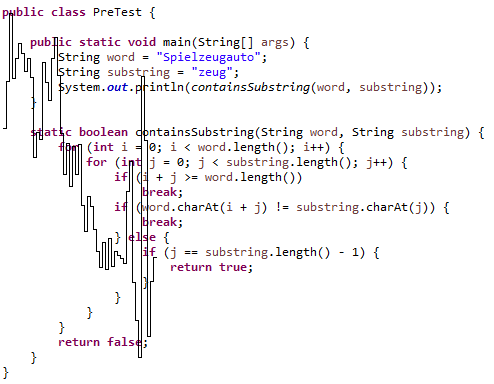 public class PreTest {
public static void main(String[] args) {
String word = "Spielzeugauto";
String substring = "zeug";
System.out.println(containsSubstring(word, substring));
}
static boolean containsSubstring(String word, String substring) {
for (int i = 0; i < word.length(); i++) {
for (int j = 0; j < substring.length(); j++) {
if (i + j >= word.length())
break;
if (word.charAt(i + j) != substring.charAt(j)) {
break;
} else {
if (j == substring.length() - 1) {
return true;
}
}
}
}
return false;
}
}